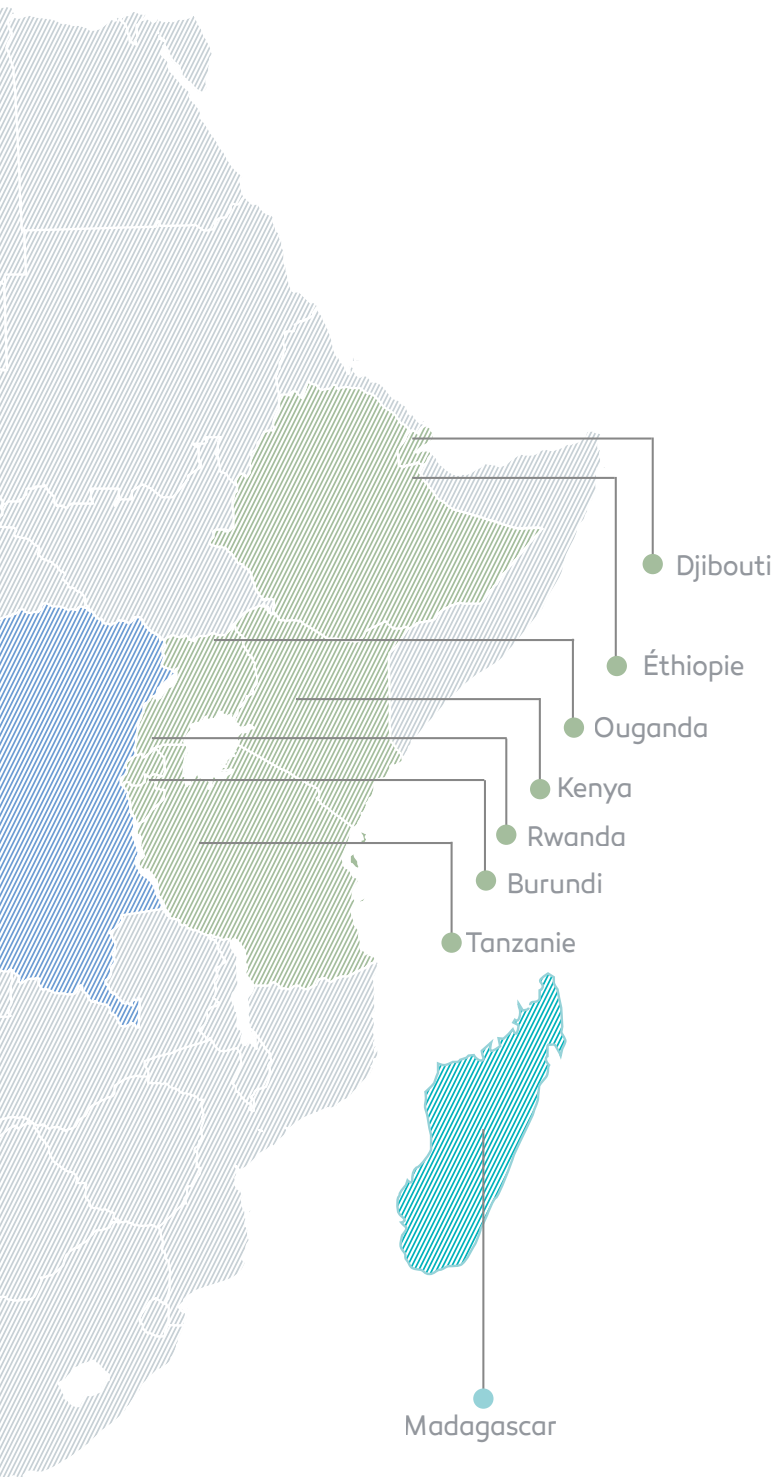 Djibouti
Éthiopie
Ouganda
Kenya
Rwanda
Burundi
Tanzanie
Madagascar